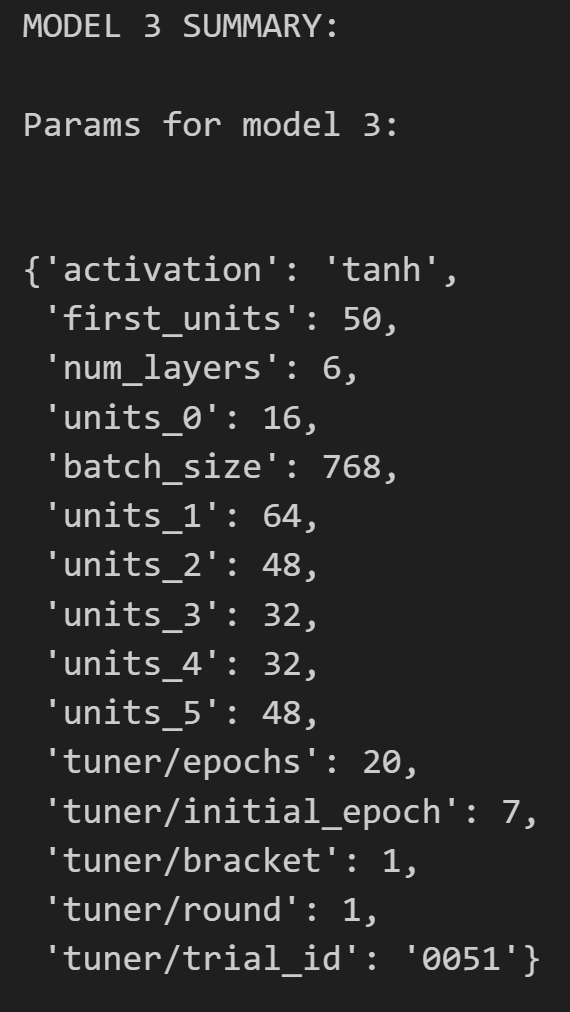 MODEL 3 SUMMARY:
Params for model 3:
{'activation': 'tanh',
 'first_units': 50,
 'num_layers': 6,
 'units_0': 16,
 'batch_size': 768,
 'units_1': 64,
 'units_2': 48,
 'units_3': 32,
 'units_4': 32,
 'units_5': 48,
 'tuner/epochs': 20,
 'tuner/initial_epoch': 7,
 'tuner/bracket': 1,
 'tuner/round': 1,
 'tuner/trial_id': '0051'}